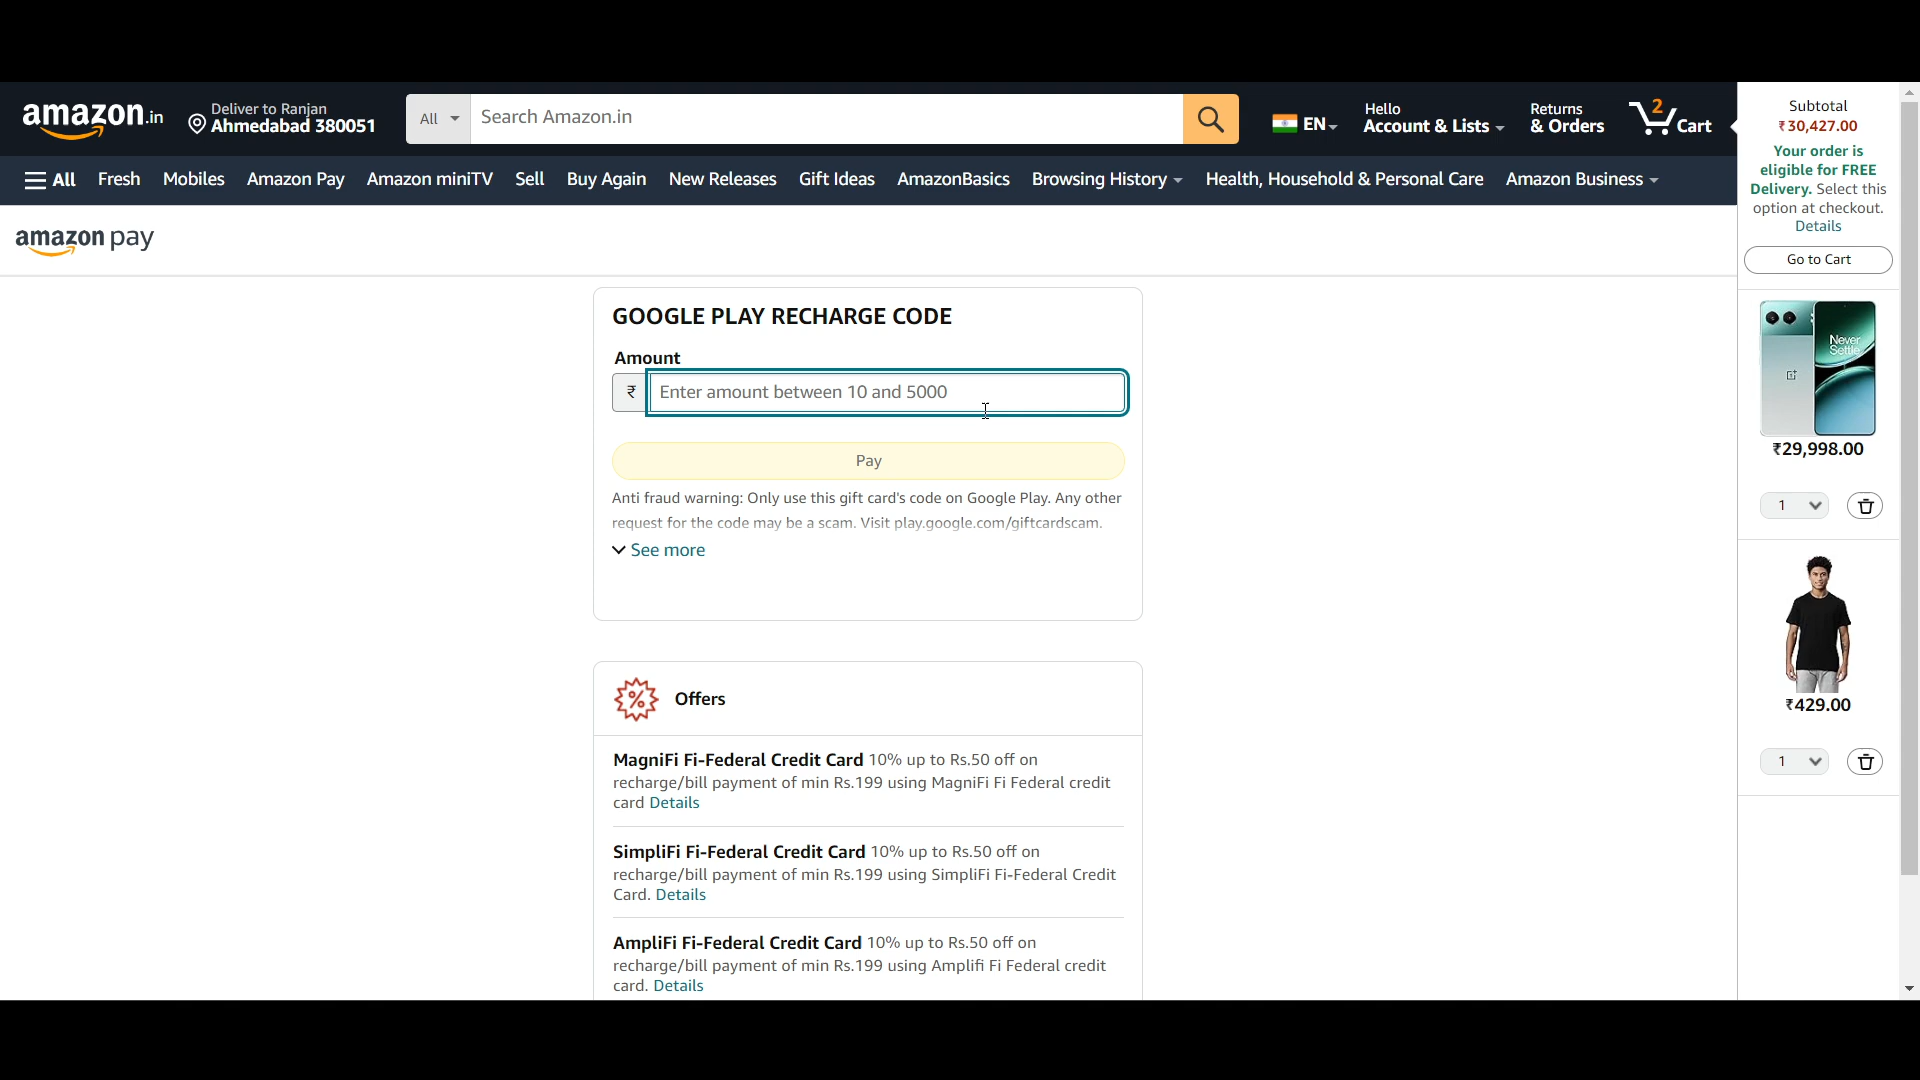 amazon.in
Deliver to Ranjan
Ahmedabad 380051
All
Search Amazon.in
EN
Hello
Account & Lists
Returns
& Orders
2
Cart
All
Fresh
Mobiles
Amazon Pay
Amazon miniTV
Sell
Buy Again
New Releases
Gift Ideas
AmazonBasics
Browsing History
Health, Household & Personal Care
Amazon Business
amazon pay
GOOGLE PLAY RECHARGE CODE
Amount
₹ Enter amount between 10 and 5000
Pay
Anti fraud warning: Only use this gift card's code on Google Play. Any other
request for the code may be a scam. Visit play.google.com/giftcardscam.
See more
Offers
MagniFi Fi-Federal Credit Card 10% up to Rs.50 off on
recharge/bill payment of min Rs.199 using MagniFi Fi Federal credit
card Details
SimpliFi Fi-Federal Credit Card 10% up to Rs.50 off on
recharge/bill payment of min Rs.199 using SimpliFi Fi-Federal Credit
Card. Details
AmpliFi Fi-Federal Credit Card 10% up to Rs.50 off on
recharge/bill payment of min Rs.199 using Amplifi Fi Federal credit
card. Details
Subtotal
₹30,427.00
Your order is
eligible for FREE
Delivery. Select this
option at checkout.
Details
Go to Cart
Never
Settle
₹29,998.00
1
₹429.00
1